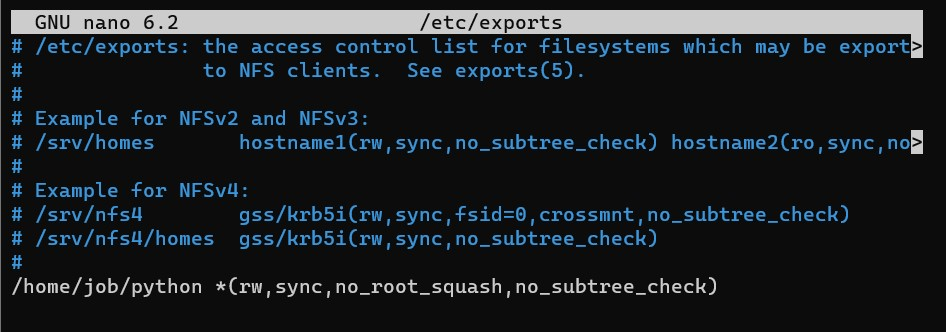 GNU nano 6.2 /etc/exports
# /etc/exports: the access control list for filesystems which may be export>
# to NFS clients. See exports(5).
#
# Example for NFSv2 and NFSv3:
# /srv/homes hostname1(rw,sync,no_subtree_check) hostname2(ro,sync,no>
#
# Example for NFSv4:
# /srv/nfs4 gss/krb5i(rw,sync,fsid=0,crossmnt,no_subtree_check)
# /srv/nfs4/homes gss/krb5i(rw,sync,no_subtree_check)
#
/home/job/python *(rw,sync,no_root_squash,no_subtree_check)